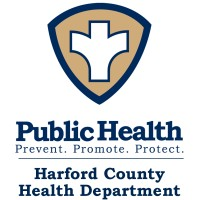 Public Health
Prevent. Promote. Protect.
Harford County
Health Department